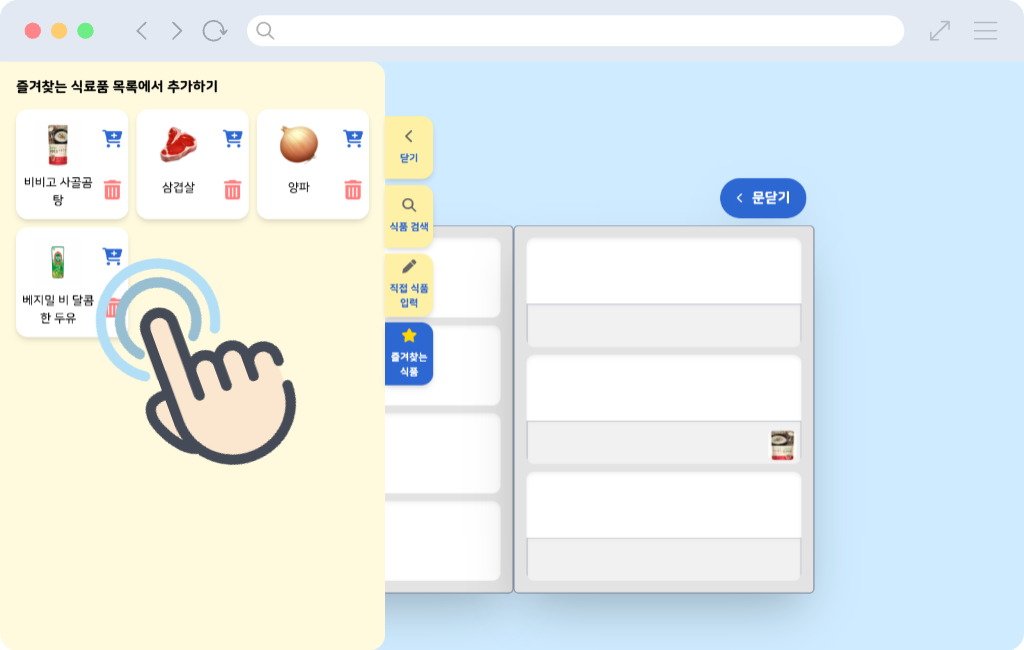 즐겨찾는 식료품 목록에서 추가하기
비비고 사골곰
탕
삼겹살
양파
베지밀 비 달콤
한 두유
닫기
식품 검색
직접 식품
입력
즐겨찾는
식품
문닫기